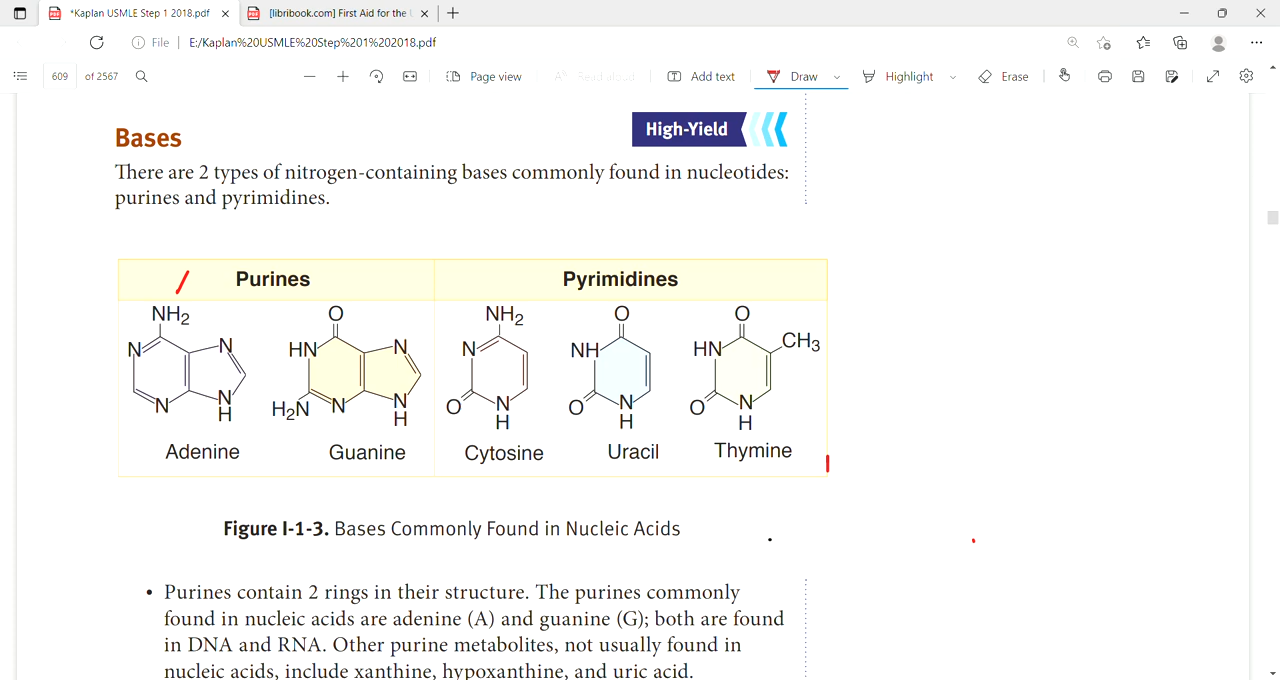 *Kaplan USMLE Step 1 2018.pdf
[libribook.com] First Aid for the
File
E:/Kaplan%20USMLE%20Step%201%202018.pdf
609 of 2567
Page view
Read aloud
Add text
Draw
Highlight
Erase
Bases
High-Yield
There are 2 types of nitrogen-containing bases commonly found in nucleotides:
purines and pyrimidines.
Purines
Pyrimidines
NH2
N
N
N
N
H
Adenine
O
HN
N
H2N
N
N
H
Guanine
NH2
N
O
N
H
Cytosine
O
NH
O
N
H
Uracil
O
HN
CH3
O
N
H
Thymine
Figure I-1-3. Bases Commonly Found in Nucleic Acids
• Purines contain 2 rings in their structure. The purines commonly
found in nucleic acids are adenine (A) and guanine (G); both are found
in DNA and RNA. Other purine metabolites, not usually found in
nucleic acids, include xanthine, hypoxanthine, and uric acid.